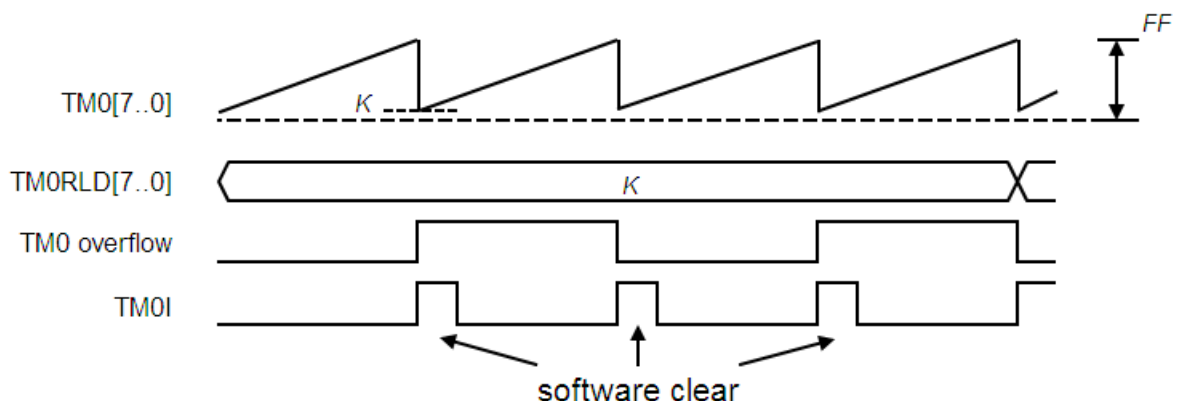 FF
TM0[7..0]
K
TM0RLD[7..0]
K
TM0 overflow
TM0I
software clear